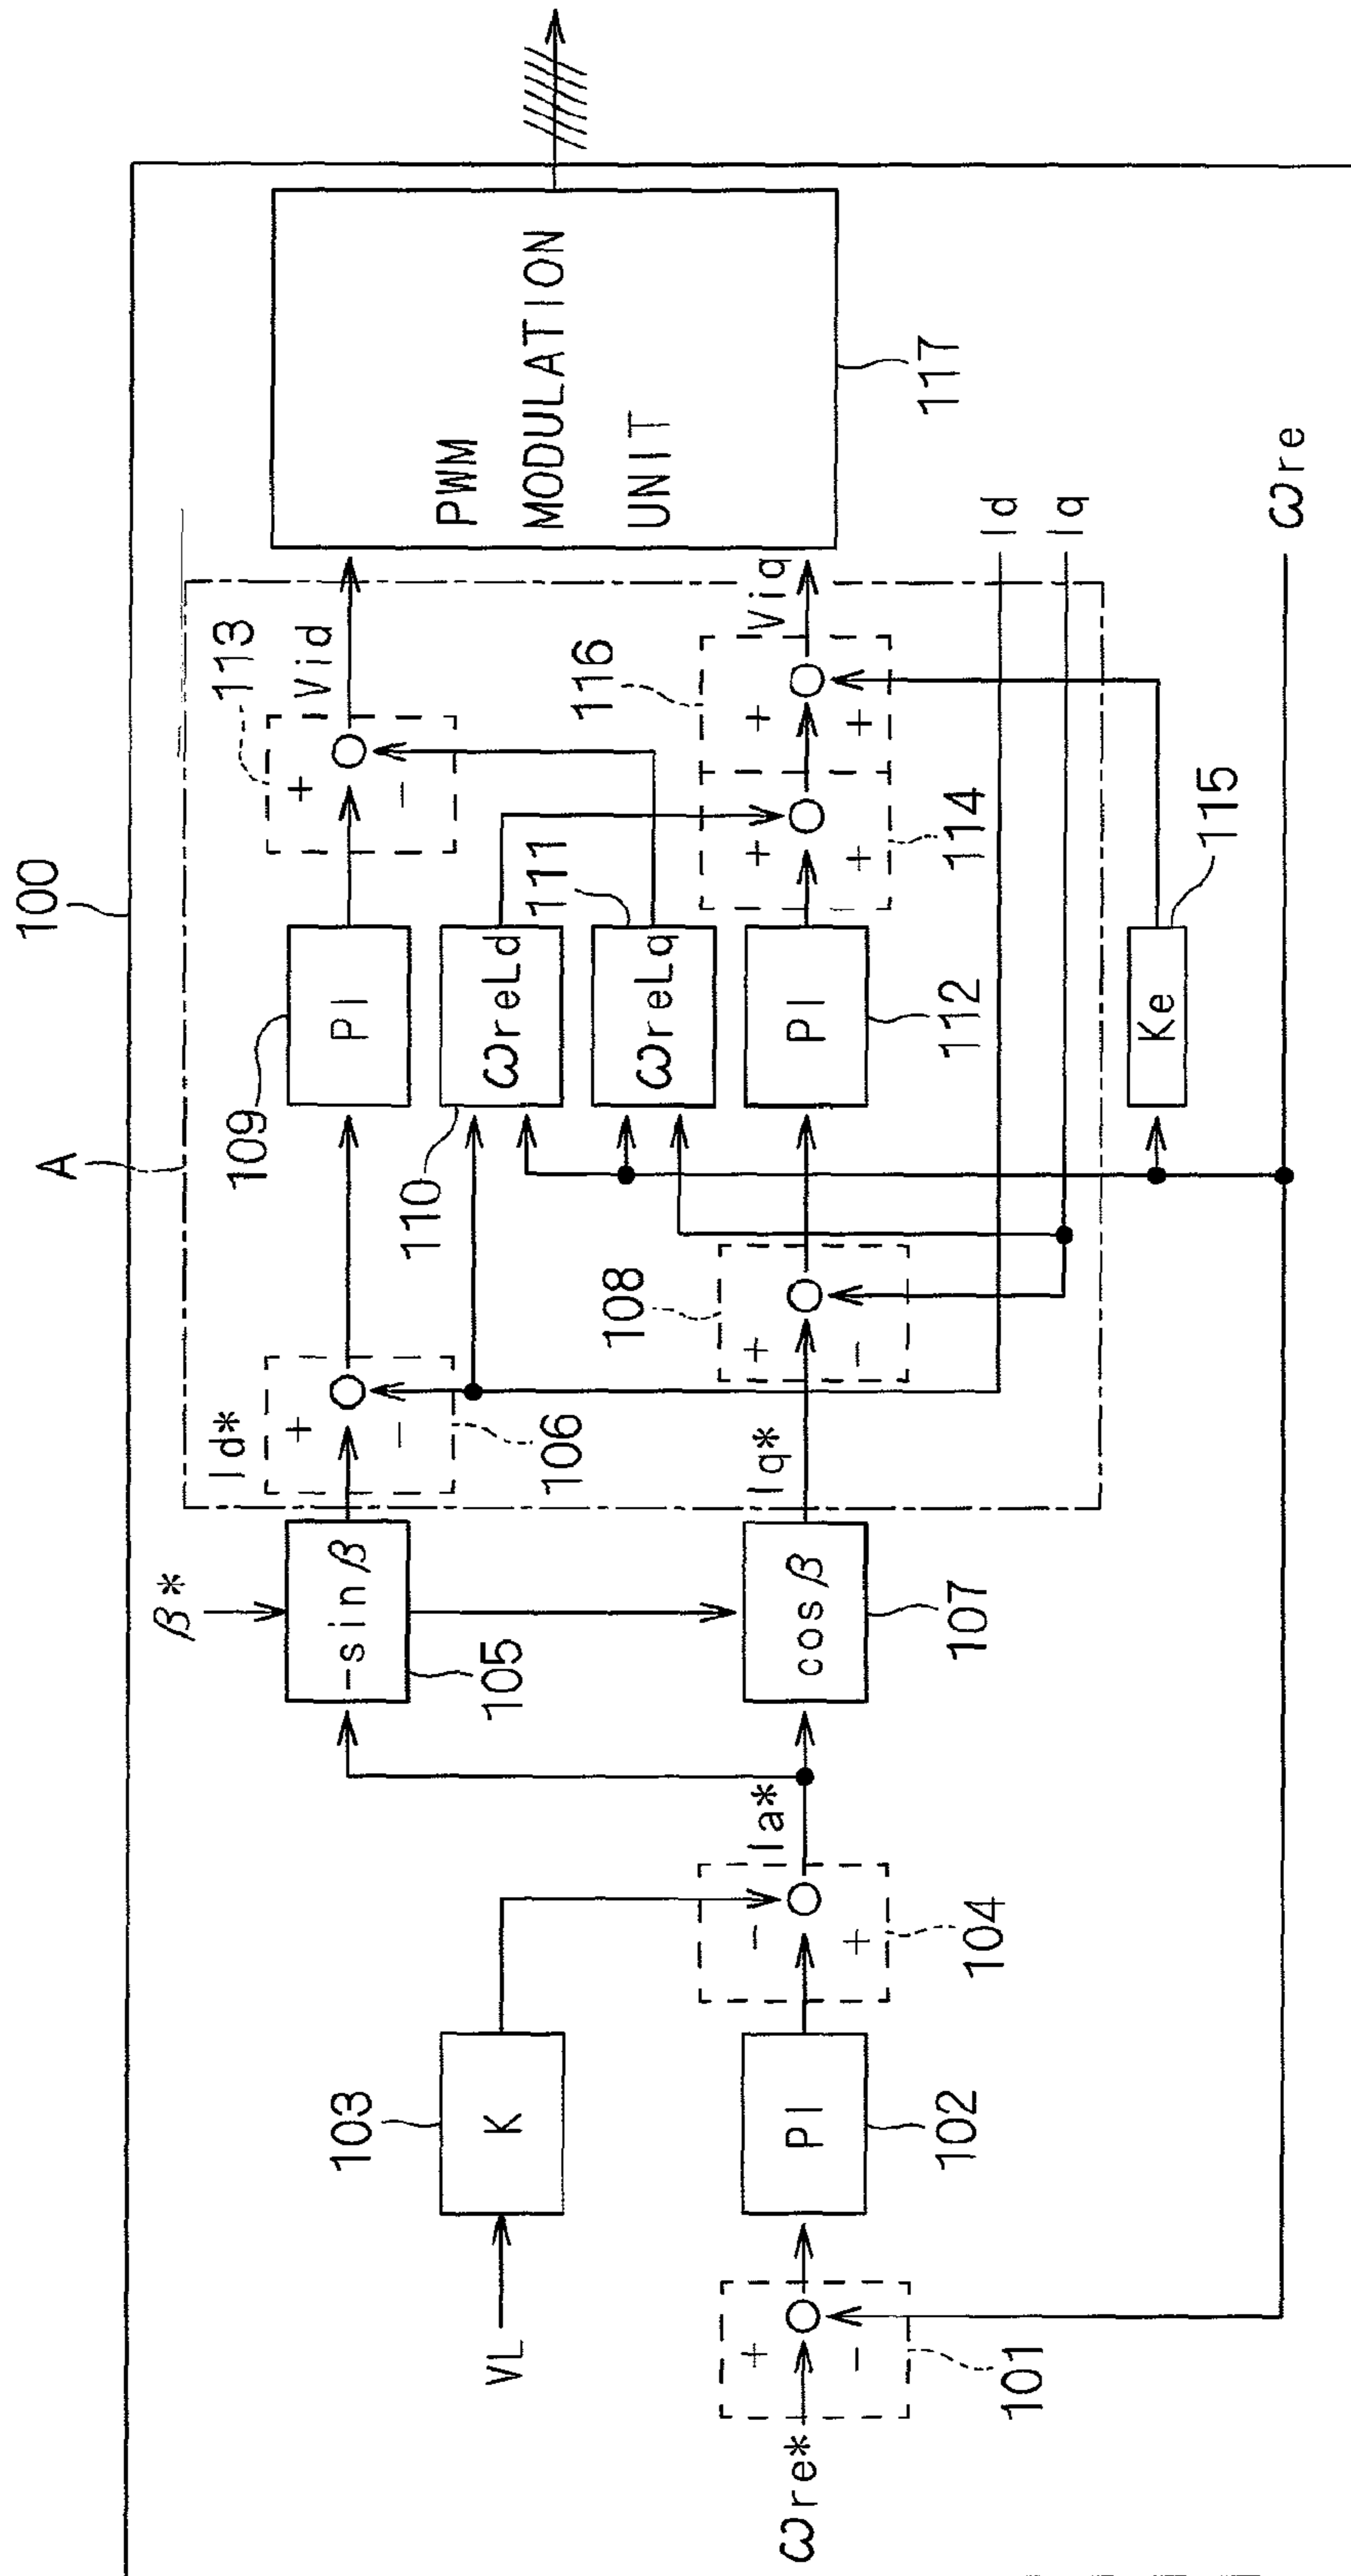 100
A
β*
Id*
113
Vid
109
PI
-sinβ
105
106
110
ωreLd
111
ωreLq
116
Viq
PWM
MODULATION
UNIT
117
103
K
VL
108
Iq*
cosβ
107
PI
112
114
Ia*
104
PI
102
ωre*
101
Ke
115
Id
Iq
ωre
+
-
+
-
+
-
+
-
-
+
+
+
+
+
+
-